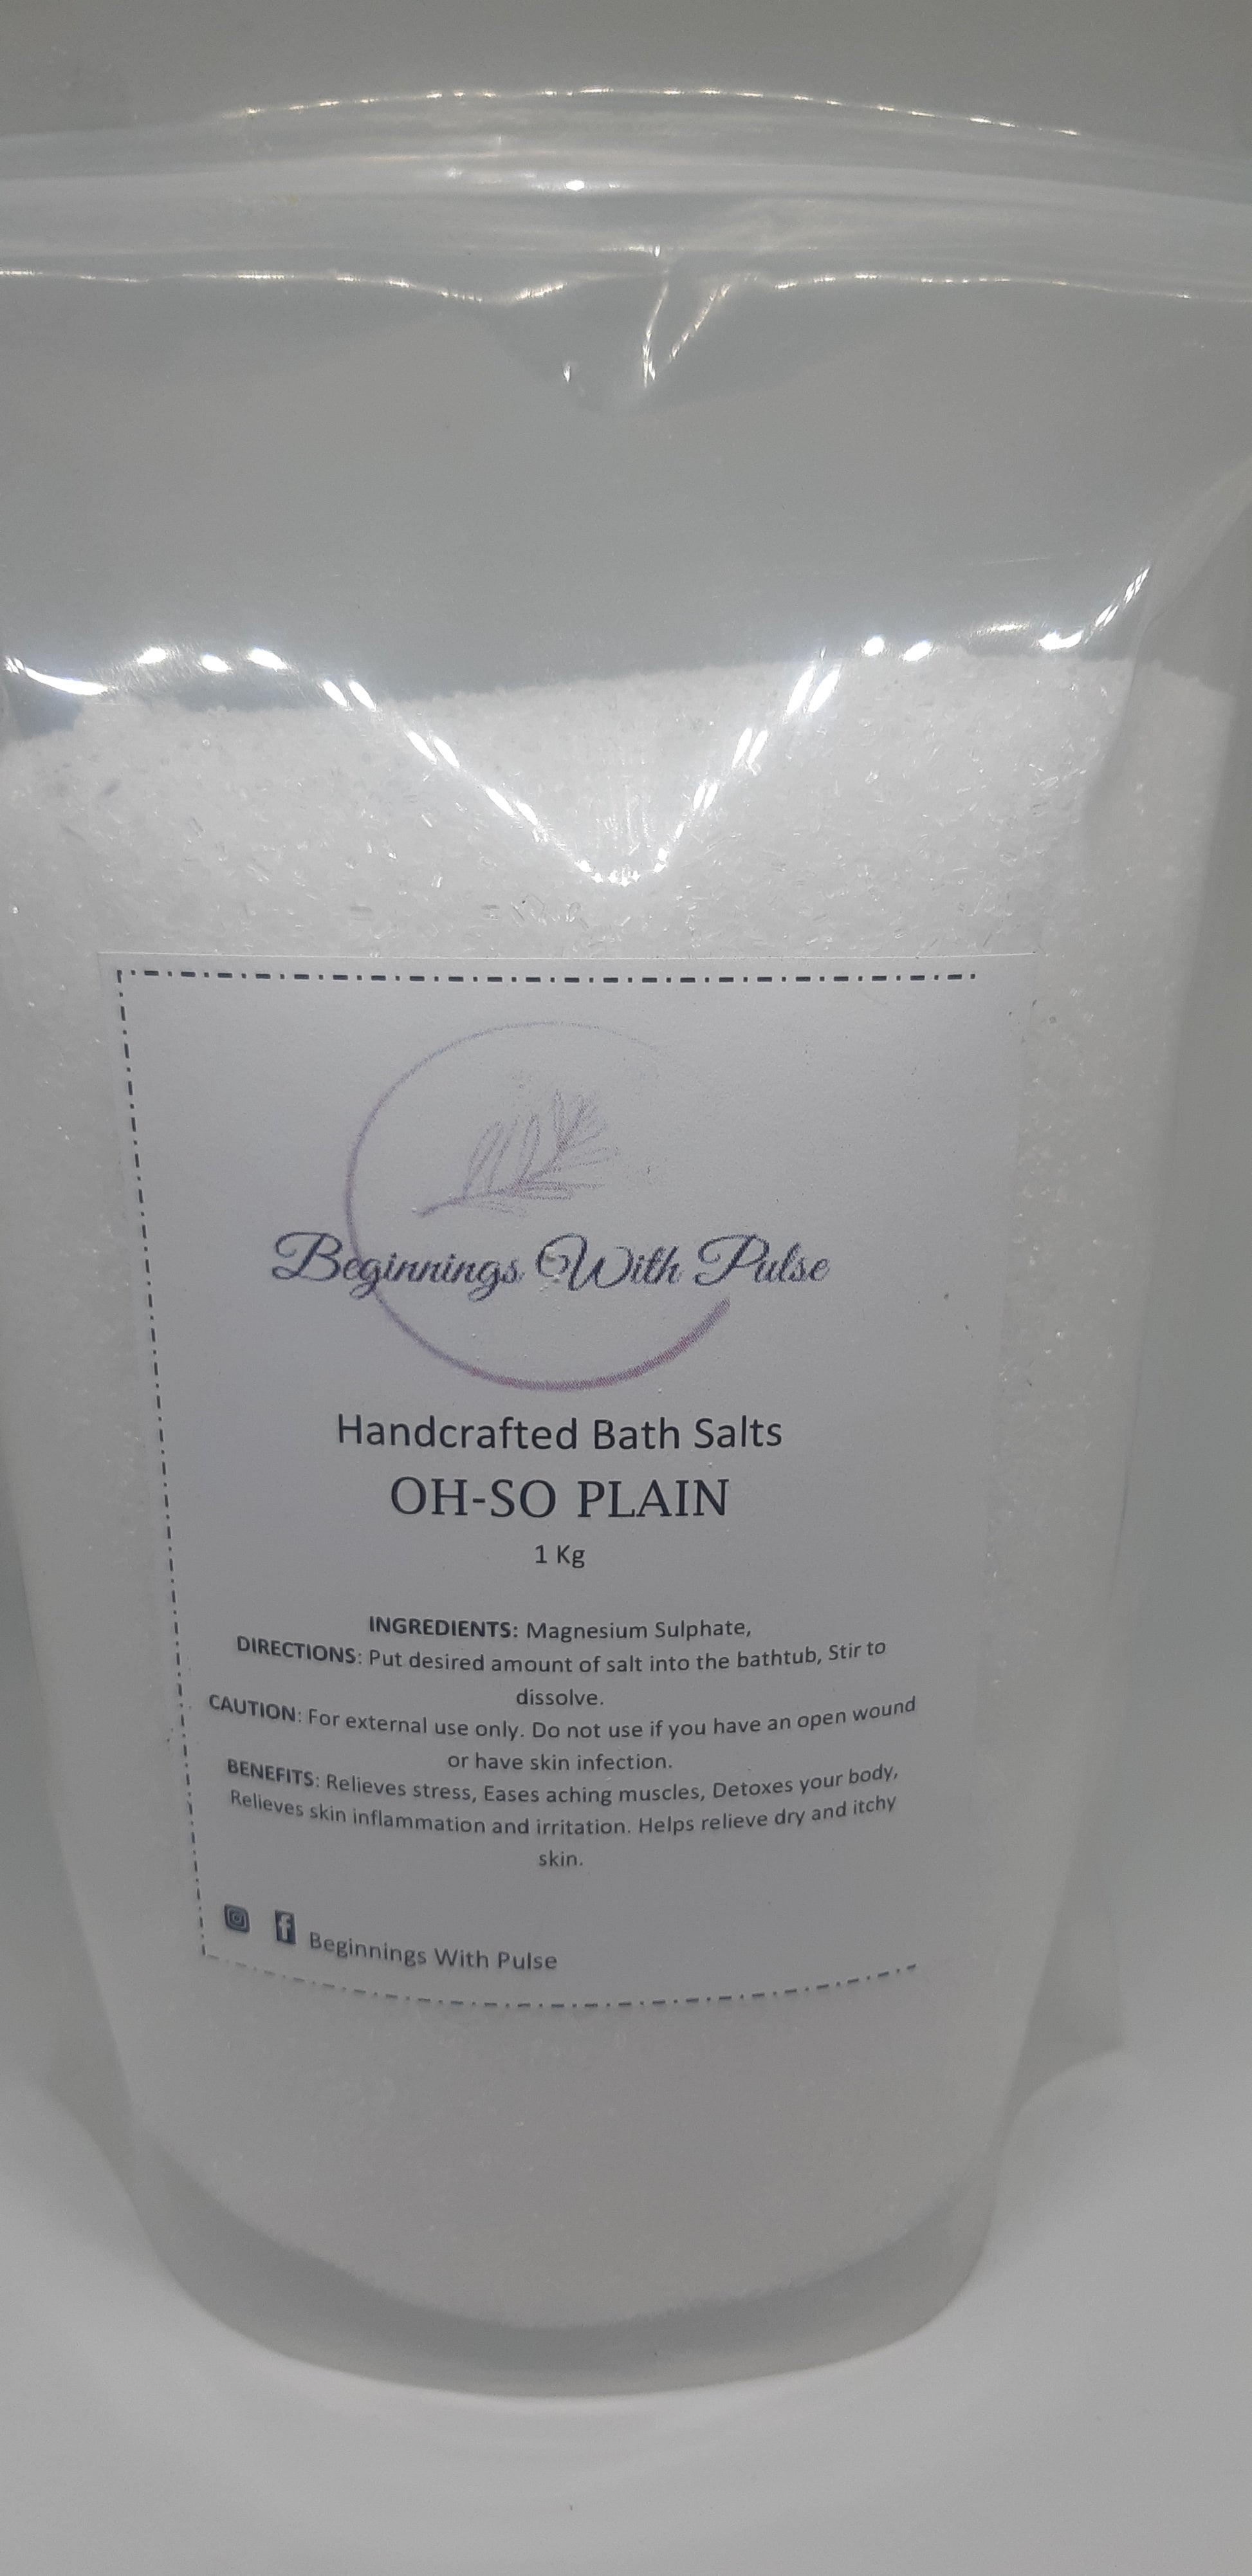 Beginnings With Pulse
Handcrafted Bath Salts
OH-SO PLAIN
1 Kg
INGREDIENTS: Magnesium Sulphate,
DIRECTIONS: Put desired amount of salt into the bathtub, Stir to
dissolve.
CAUTION: For external use only. Do not use if you have an open wound
or have skin infection.
BENEFITS: Relieves stress, Eases aching muscles, Detoxes your body,
Relieves skin inflammation and irritation. Helps relieve dry and itchy
skin.
Beginnings With Pulse